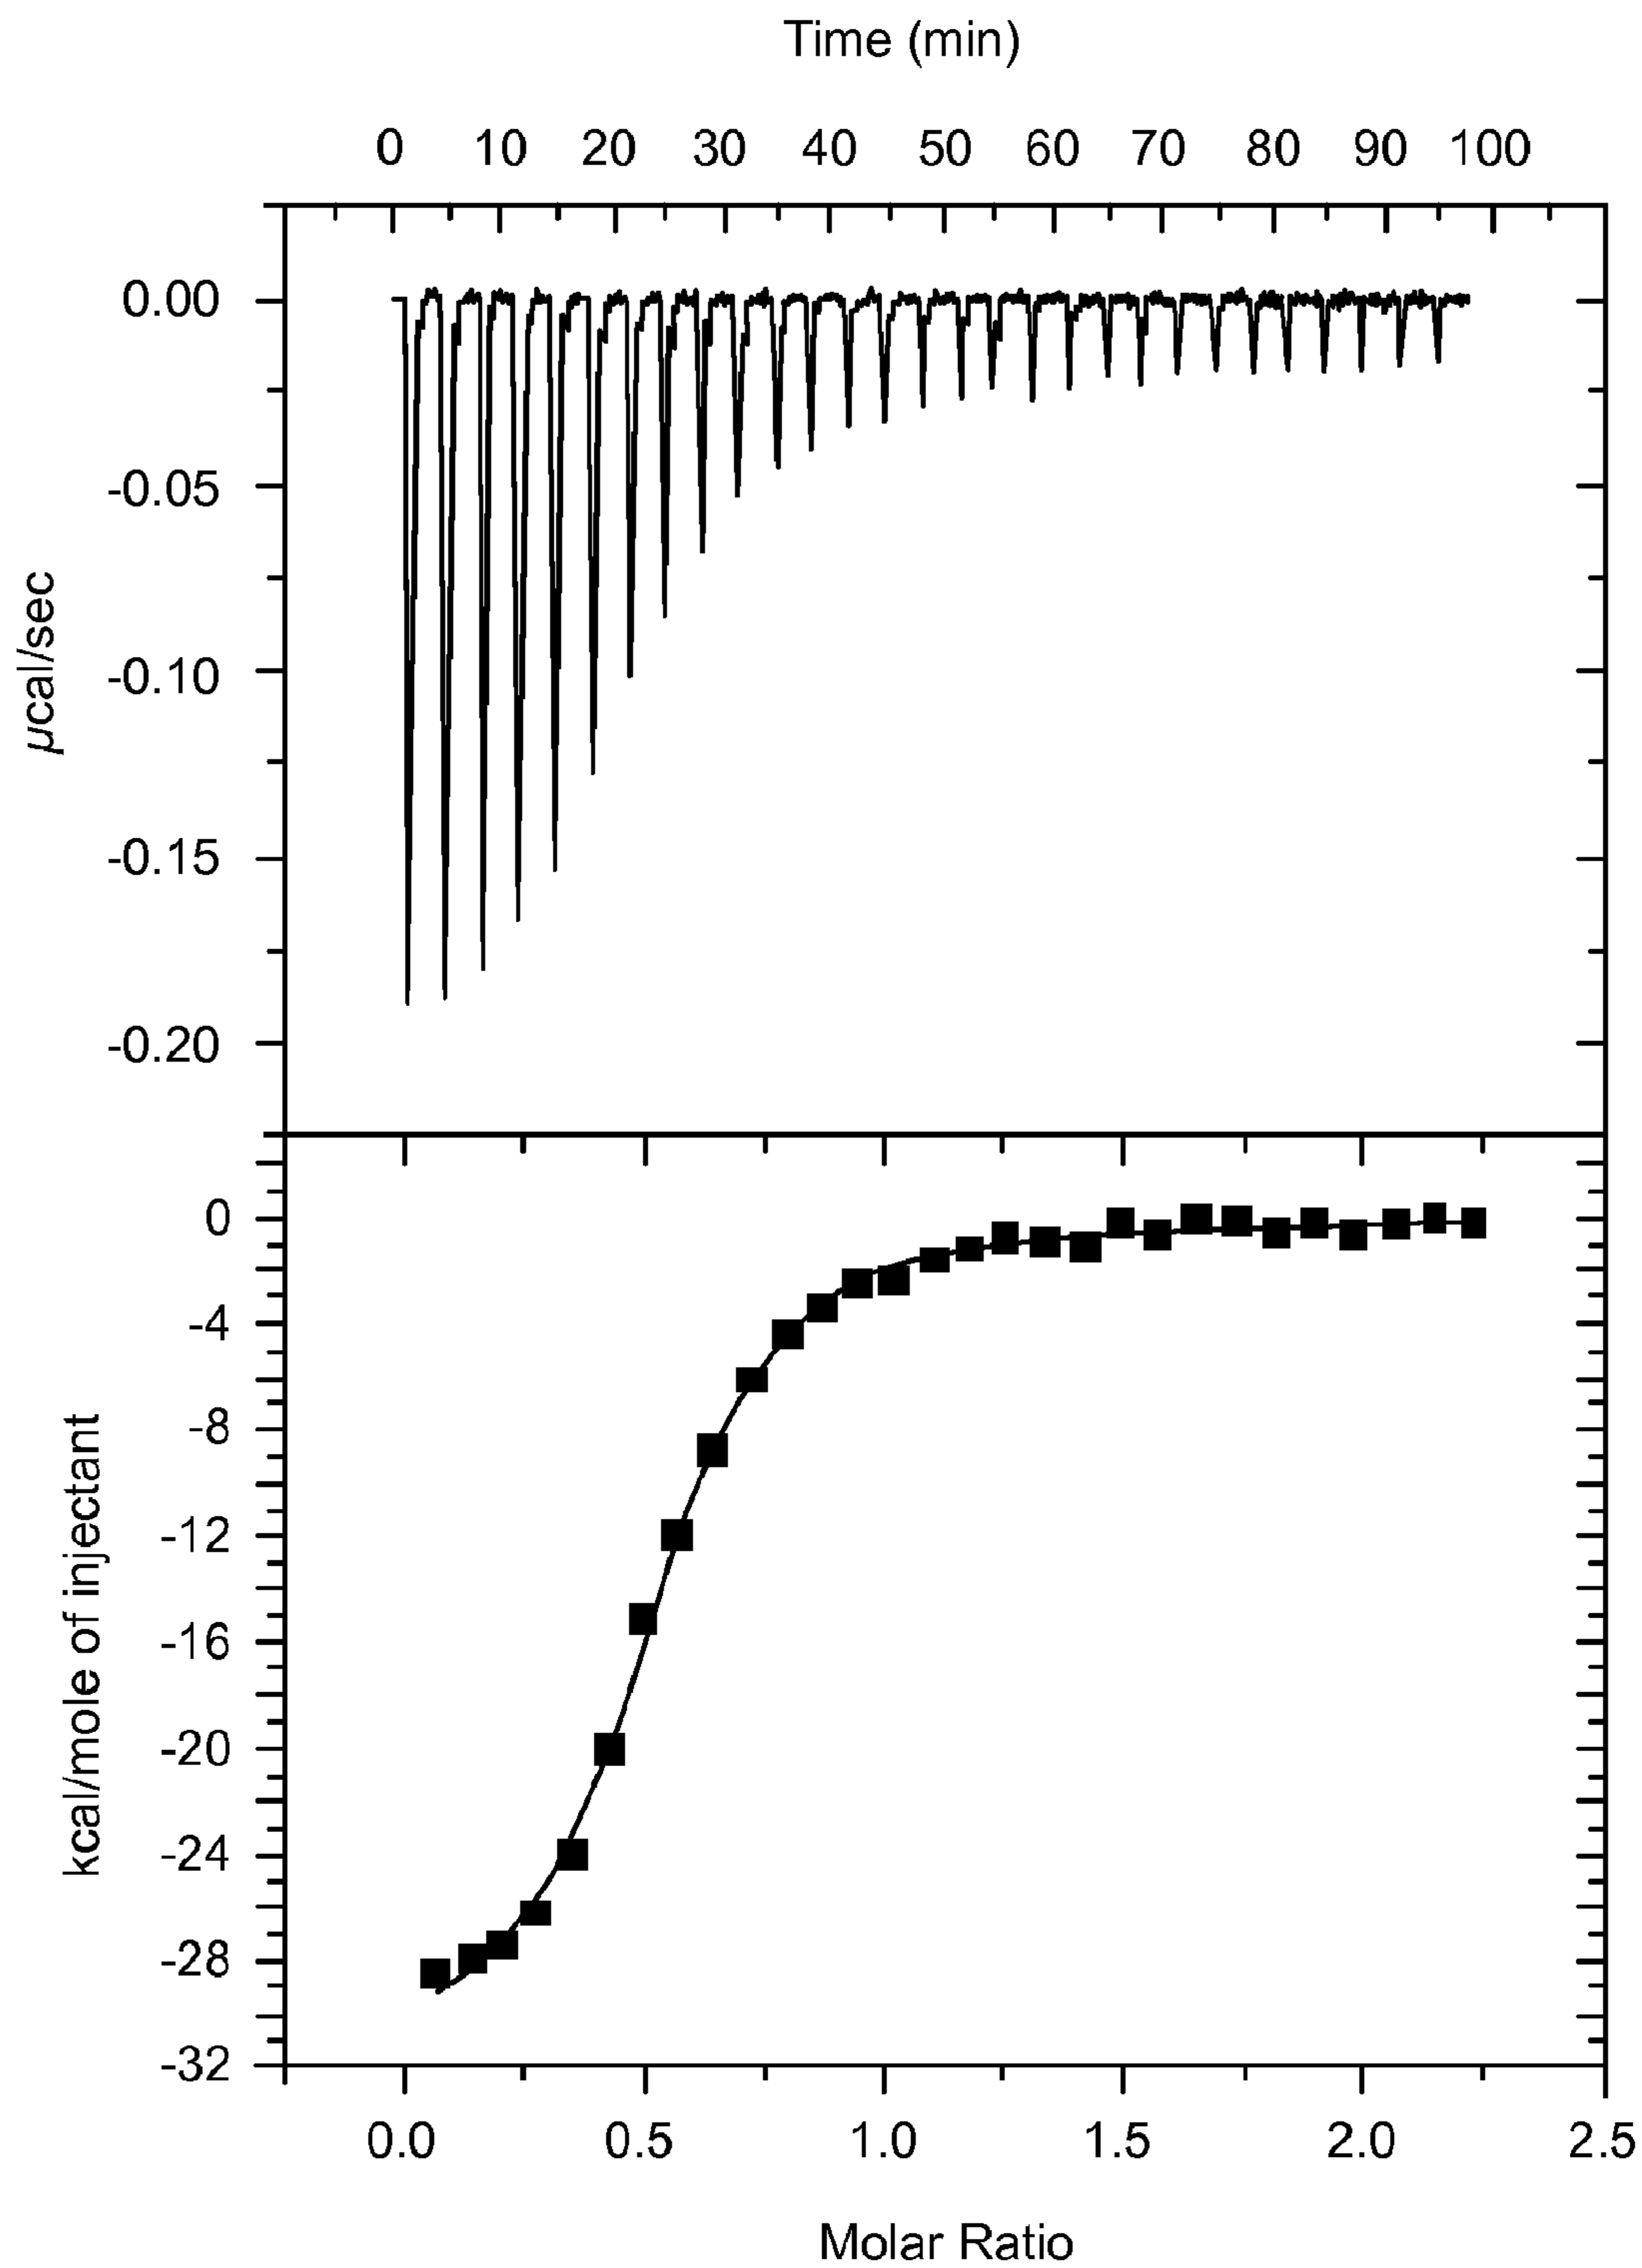 Time (min)
0 10 20 30 40 50 60 70 80 90 100
0.00
-0.05
-0.10
-0.15
-0.20
µcal/sec
0
-4
-8
-12
-16
-20
-24
-28
-32
kcal/mole of injectant
0.0 0.5 1.0 1.5 2.0 2.5
Molar Ratio